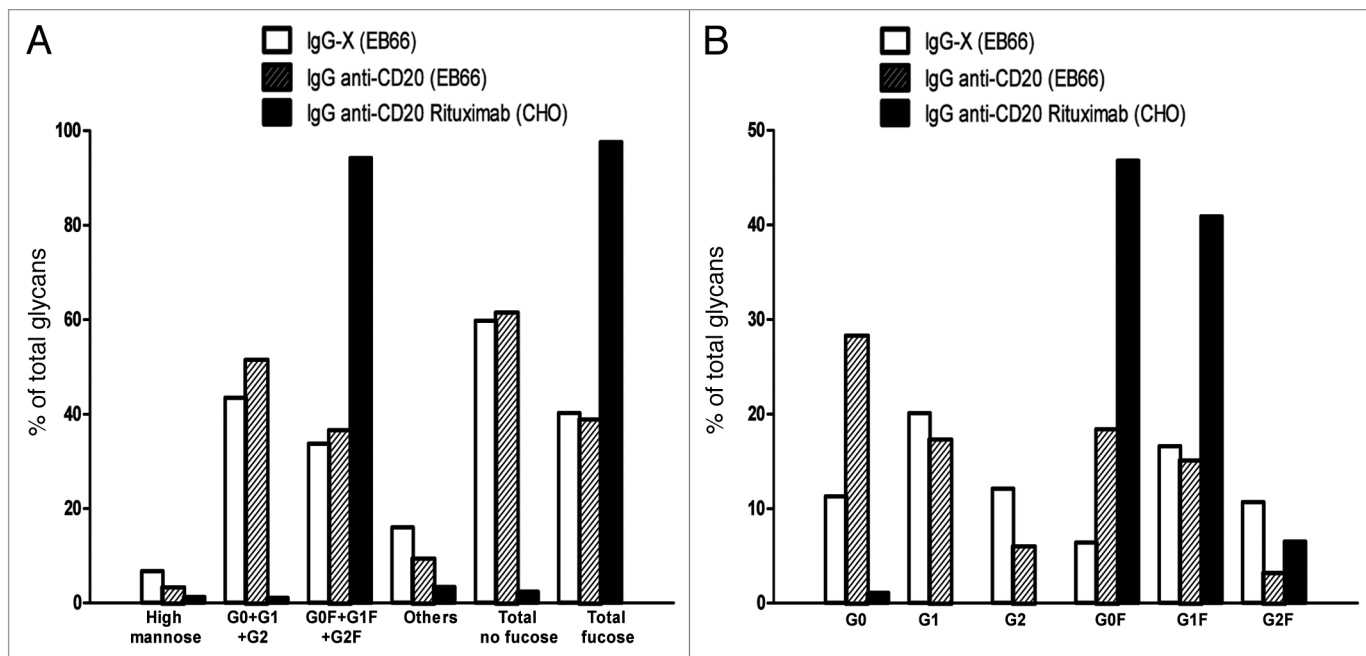 A
IgG-X (EB66)
IgG anti-CD20 (EB66)
IgG anti-CD20 Rituximab (CHO)
% of total glycans
100
80
60
40
20
0
High
mannose
G0+G1
+G2
G0F+G1F
+G2F
Others
Total
no fucose
Total
fucose
B
IgG-X (EB66)
IgG anti-CD20 (EB66)
IgG anti-CD20 Rituximab (CHO)
% of total glycans
50
40
30
20
10
0
G0
G1
G2
G0F
G1F
G2F